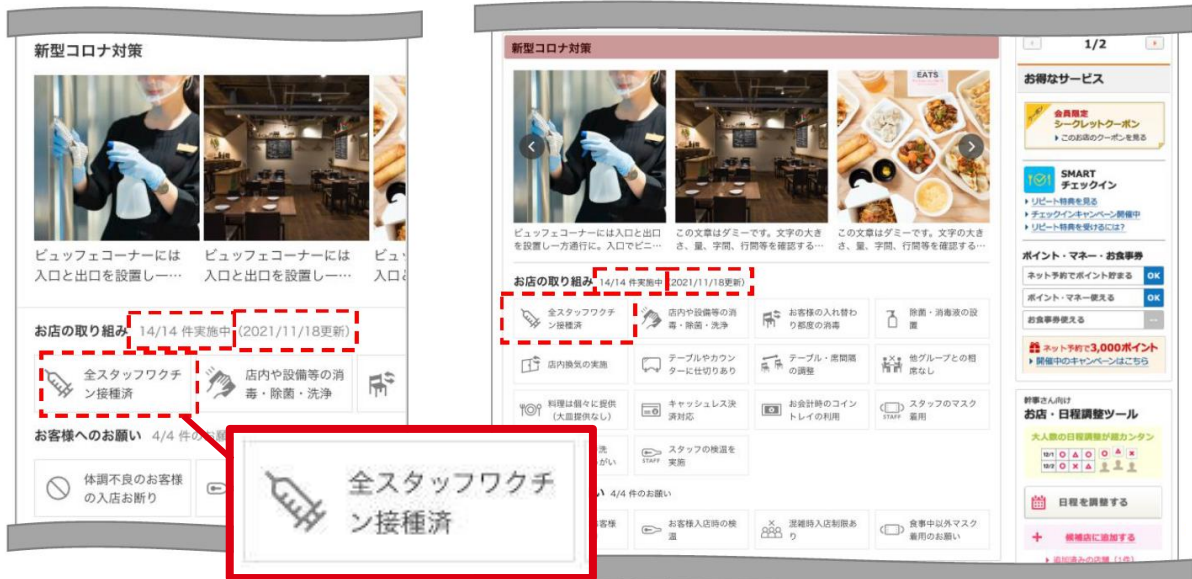 新型コロナ対策
ビュッフェコーナーには
入口と出口を設置し一…
ビュッフェコーナーには
入口と出口を設置し一…
ビュッ
入口と
お店の取り組み 14/14 件実施中 (2021/11/18更新)
全スタッフワクチ
ン接種済
店内や設備等の消
毒・除菌・洗浄
お客様へのお願い 4/4 件のお願
体調不良のお客様
の入店お断り
全スタッフワクチ
ン接種済
新型コロナ対策
EATS
ビュッフェコーナーには入口と出口
を設置し一方通行に。入口でビニ…
この文章はダミーです。文字の大き
さ、量、字間、行間等を確認する…
この文章はダミーです。文字の大き
さ、量、字間、行間等を確認する…
お店の取り組み 14/14 件実施中 (2021/11/18更新)
全スタッフワクチ
ン接種済
店内や設備等の消
毒・除菌・洗浄
お客様の入れ替わ
り都度の消毒
除菌・消毒液の設
置
店内換気の実施
テーブルやカウン
ターに仕切りあり
テーブル・席間隔
の調整
他グループとの相
席なし
料理は個々に提供
(大皿提供なし)
キャッシュレス決
済対応
お会計時のコイン
トレイの利用
STAFF
スタッフのマスク
着用
洗
がい
STAFF
スタッフの検温を
実施
い 4/4 件のお願い
客様
お客様入店時の検
温
混雑時入店制限あ
り
食事中以外マスク
着用のお願い
1/2
お得なサービス
会員限定
シークレットクーポン
このお店のクーポンを見る
SMART
チェックイン
リピート特典を見る
チェックインキャンペーン開催中
リピート特典を受けるには?
ポイント・マネー・お食事券
ネット予約でポイント貯まる OK
ポイント・マネー使える OK
お食事券使える --
ネット予約で3,000ポイント
開催中のキャンペーンはこちら
幹事さん向け
お店・日程調整ツール
大人数の日程調整が超カンタン
12/1 O △ O O △ ×
12/2 O × △
日程を調整する
+ 候補店に追加する
追加済みの店舗 (1件)